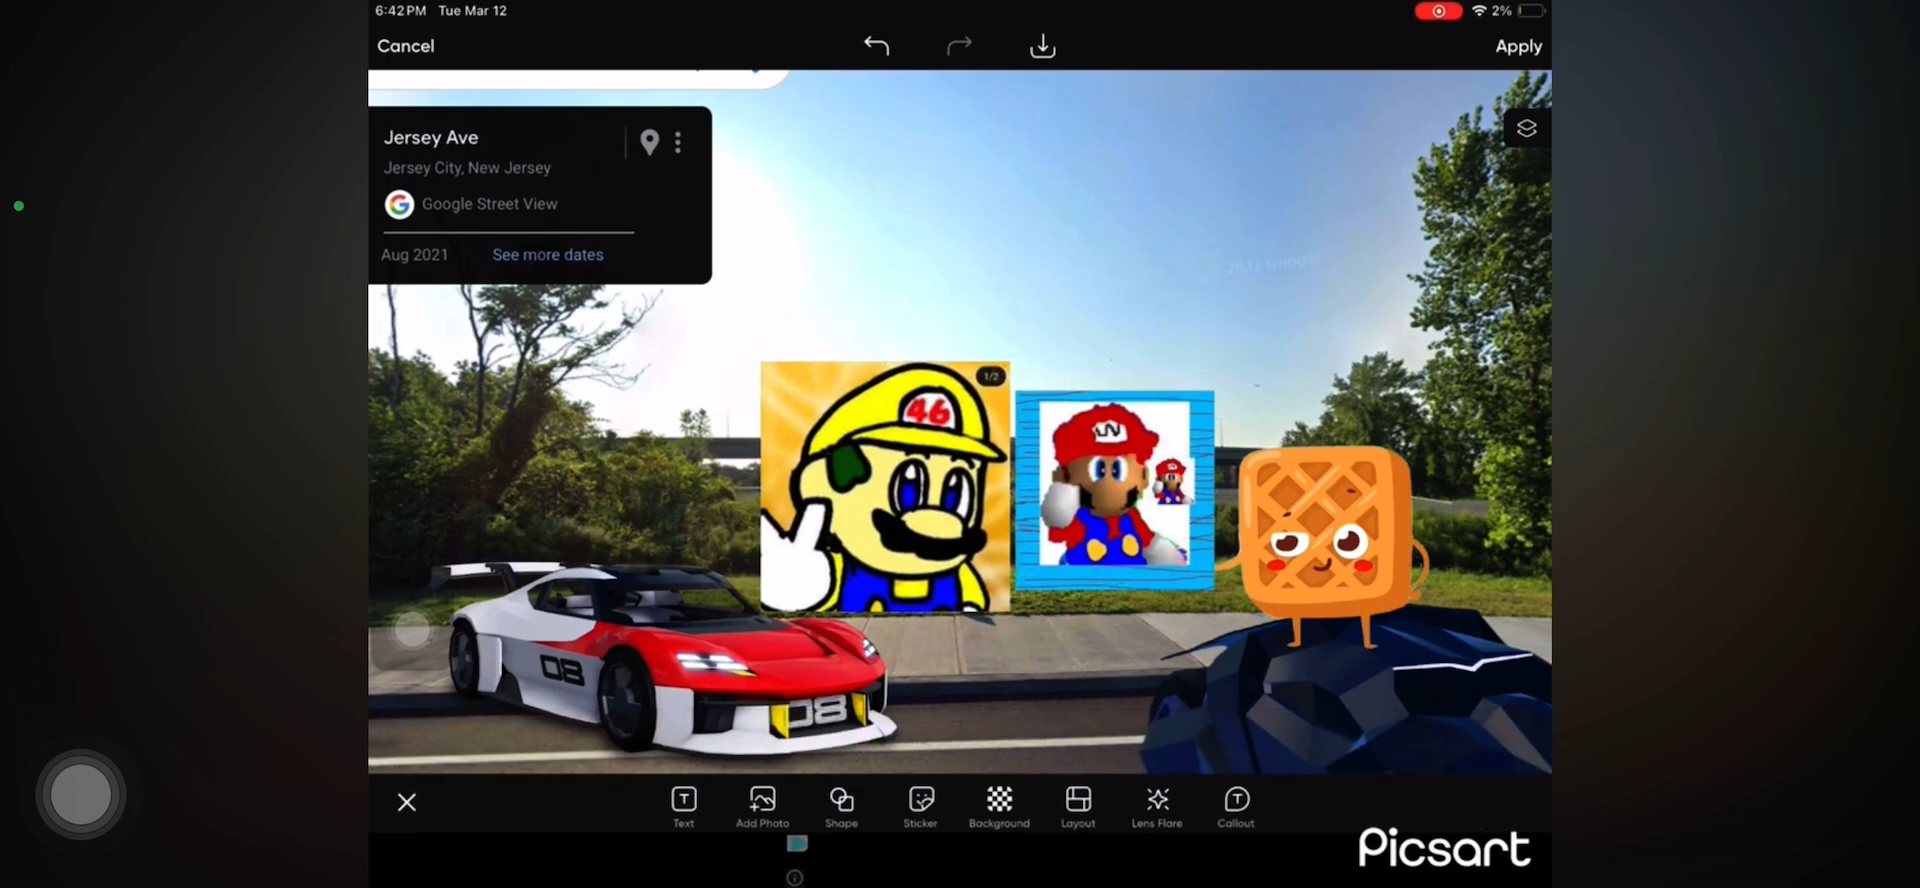 6:42 PM Tue Mar 12
2%
Cancel
Apply
Jersey Ave
Jersey City, New Jersey
G Google Street View
Aug 2021 See more dates
1/2
46
08
08
T
T
Text
Add Photo
Shape
Sticker
Background
Layout
Lens Flare
Callout
Picsart